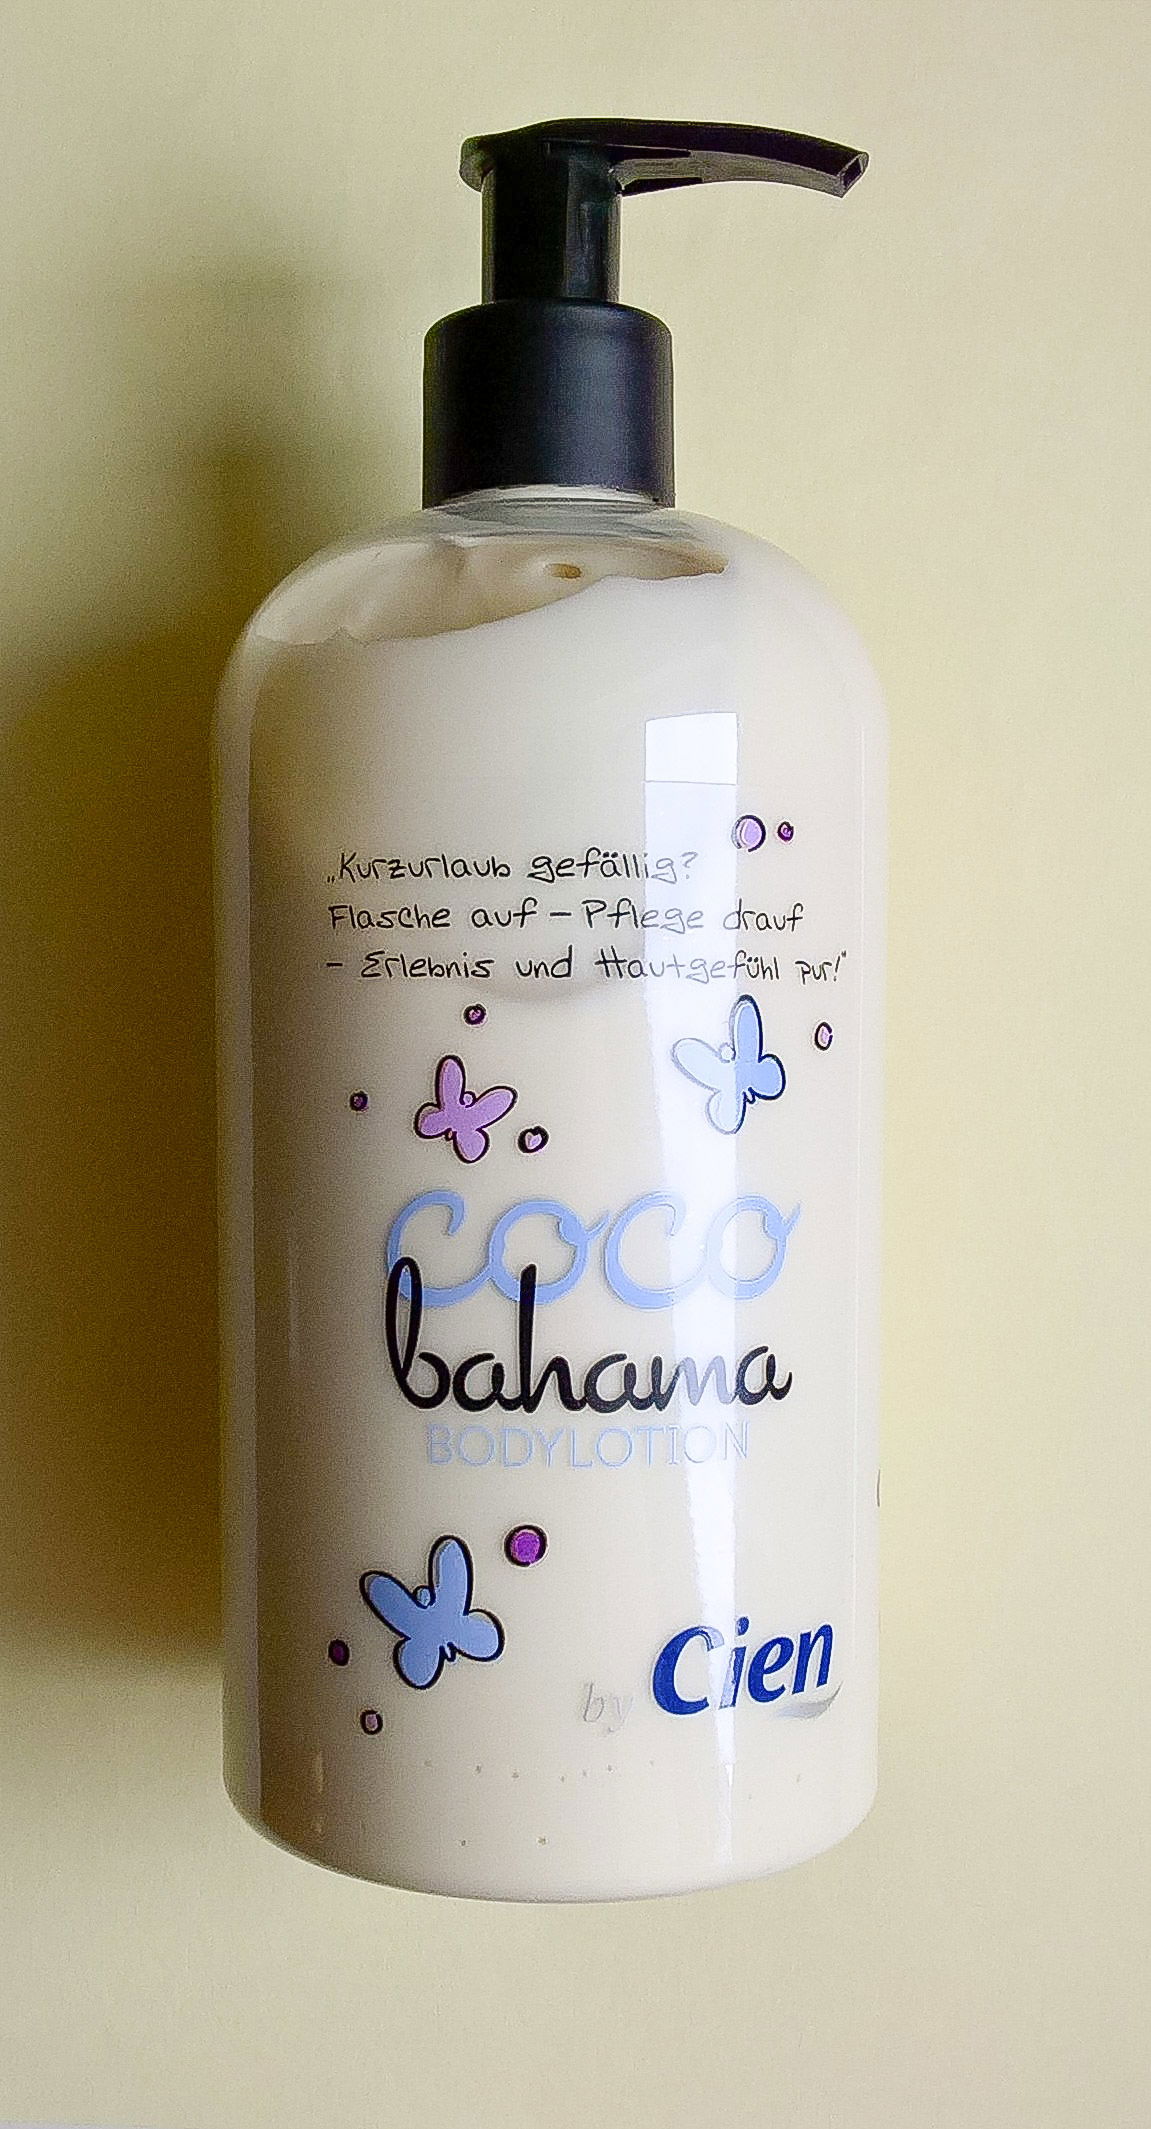 „Kurzurlaub gefällig?
Flasche auf – Pflege drauf
– Erlebnis und Hautgefühl pur!"
coco
bahama
BODYLOTION
by Cien